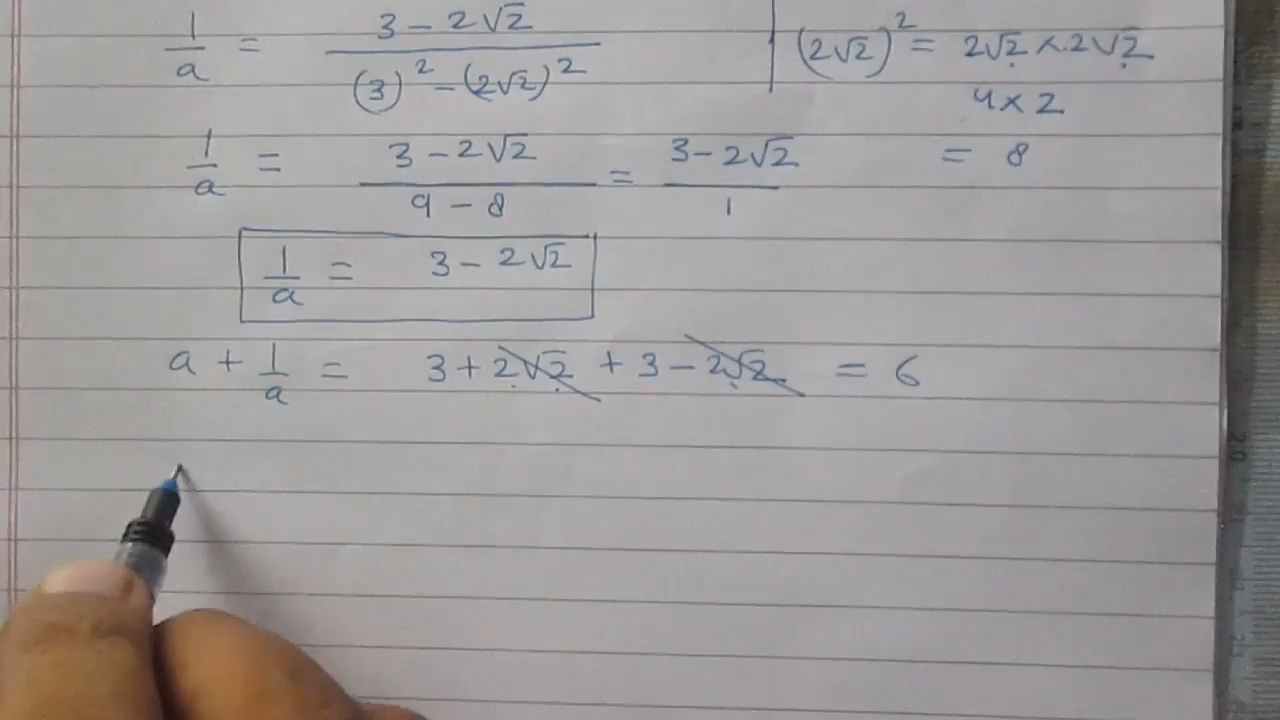 1/a = (3 - 2√2) / ((3)² - (2√2)²)
(2√2)² = 2√2 × 2√2
4 × 2
= 8
1/a = (3 - 2√2) / (9 - 8) = (3 - 2√2) / 1
1/a = 3 - 2√2
a + 1/a = 3 + 2√2 + 3 - 2√2 = 6
20